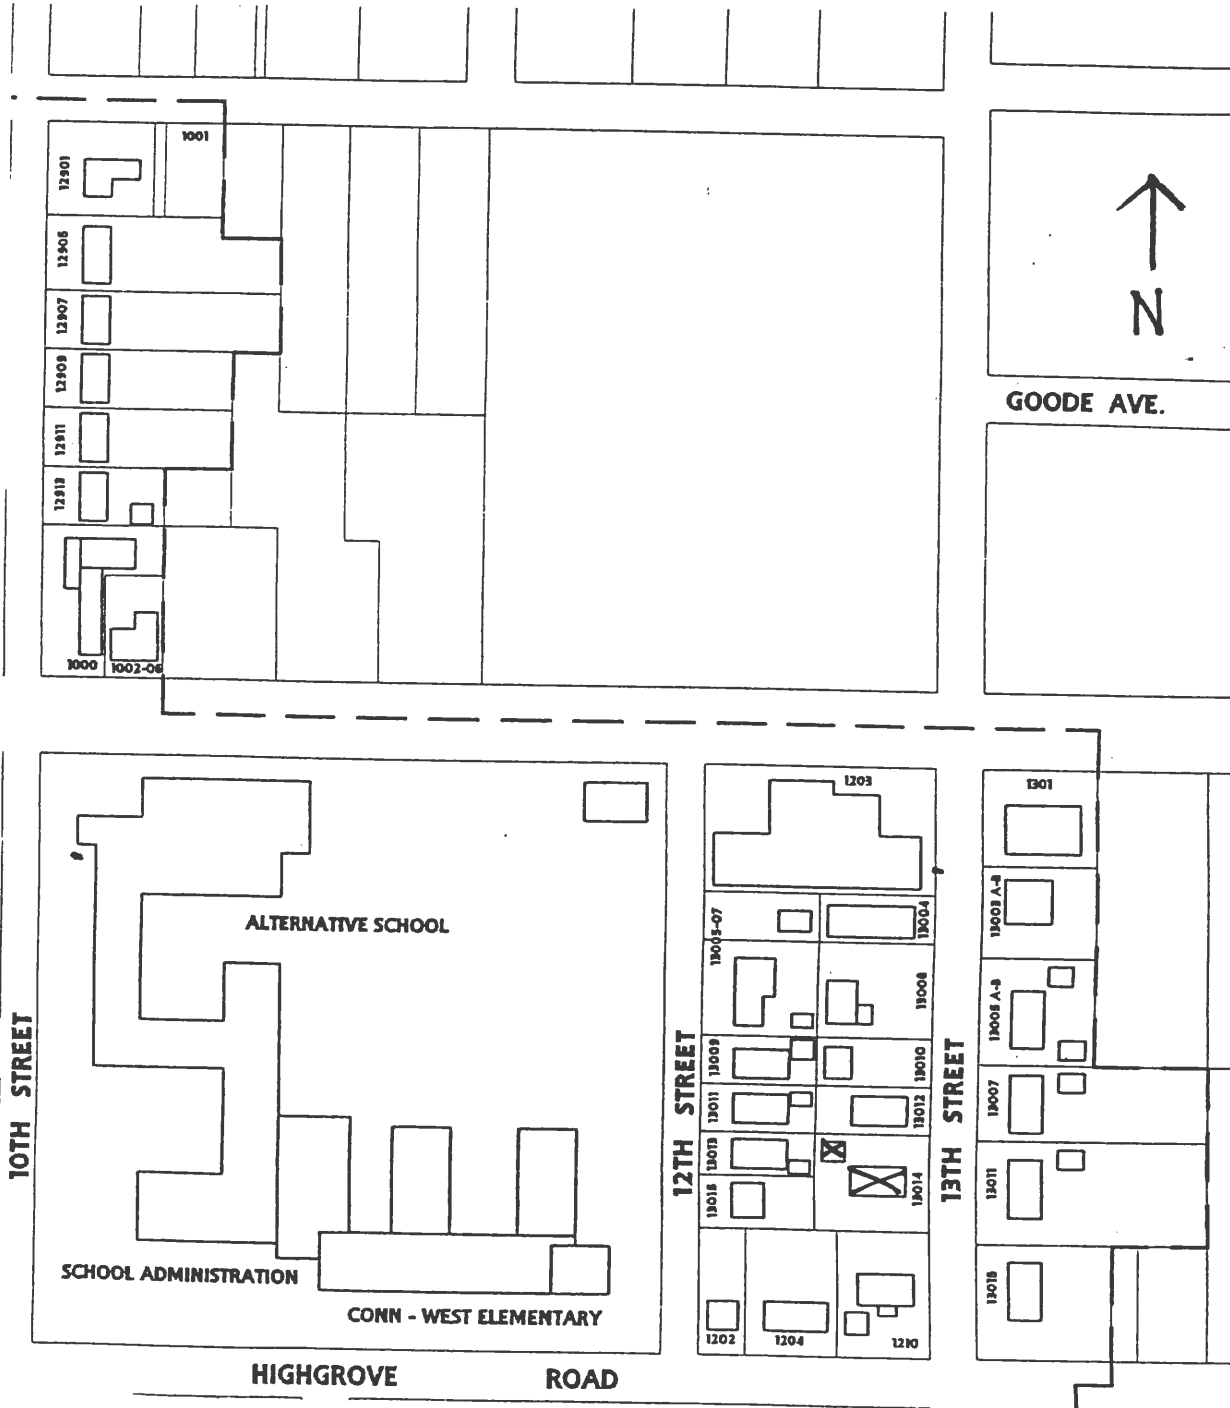 1001
12901
12905
12907
12909
12911
12913
N
GOODE AVE.
1000
1002-06
1203
1301
13005-07
13004
13003 A-B
ALTERNATIVE SCHOOL
13008
13005 A-B
10TH STREET
12TH STREET
13TH STREET
13009
13010
13007
13011
13012
13013
13014
13011
13015
SCHOOL ADMINISTRATION
13015
CONN - WEST ELEMENTARY
1202
1204
1210
HIGHGROVE ROAD